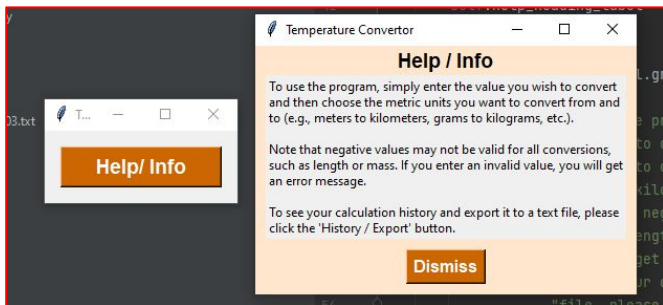 03.txt
T...
Help/ Info
Temperature Convertor
Help / Info
To use the program, simply enter the value you wish to convert
and then choose the metric units you want to convert from and
to (e.g., meters to kilometers, grams to kilograms, etc.).
Note that negative values may not be valid for all conversions,
such as length or mass. If you enter an invalid value, you will get
an error message.
To see your calculation history and export it to a text file, please
click the 'History / Export' button.
Dismiss